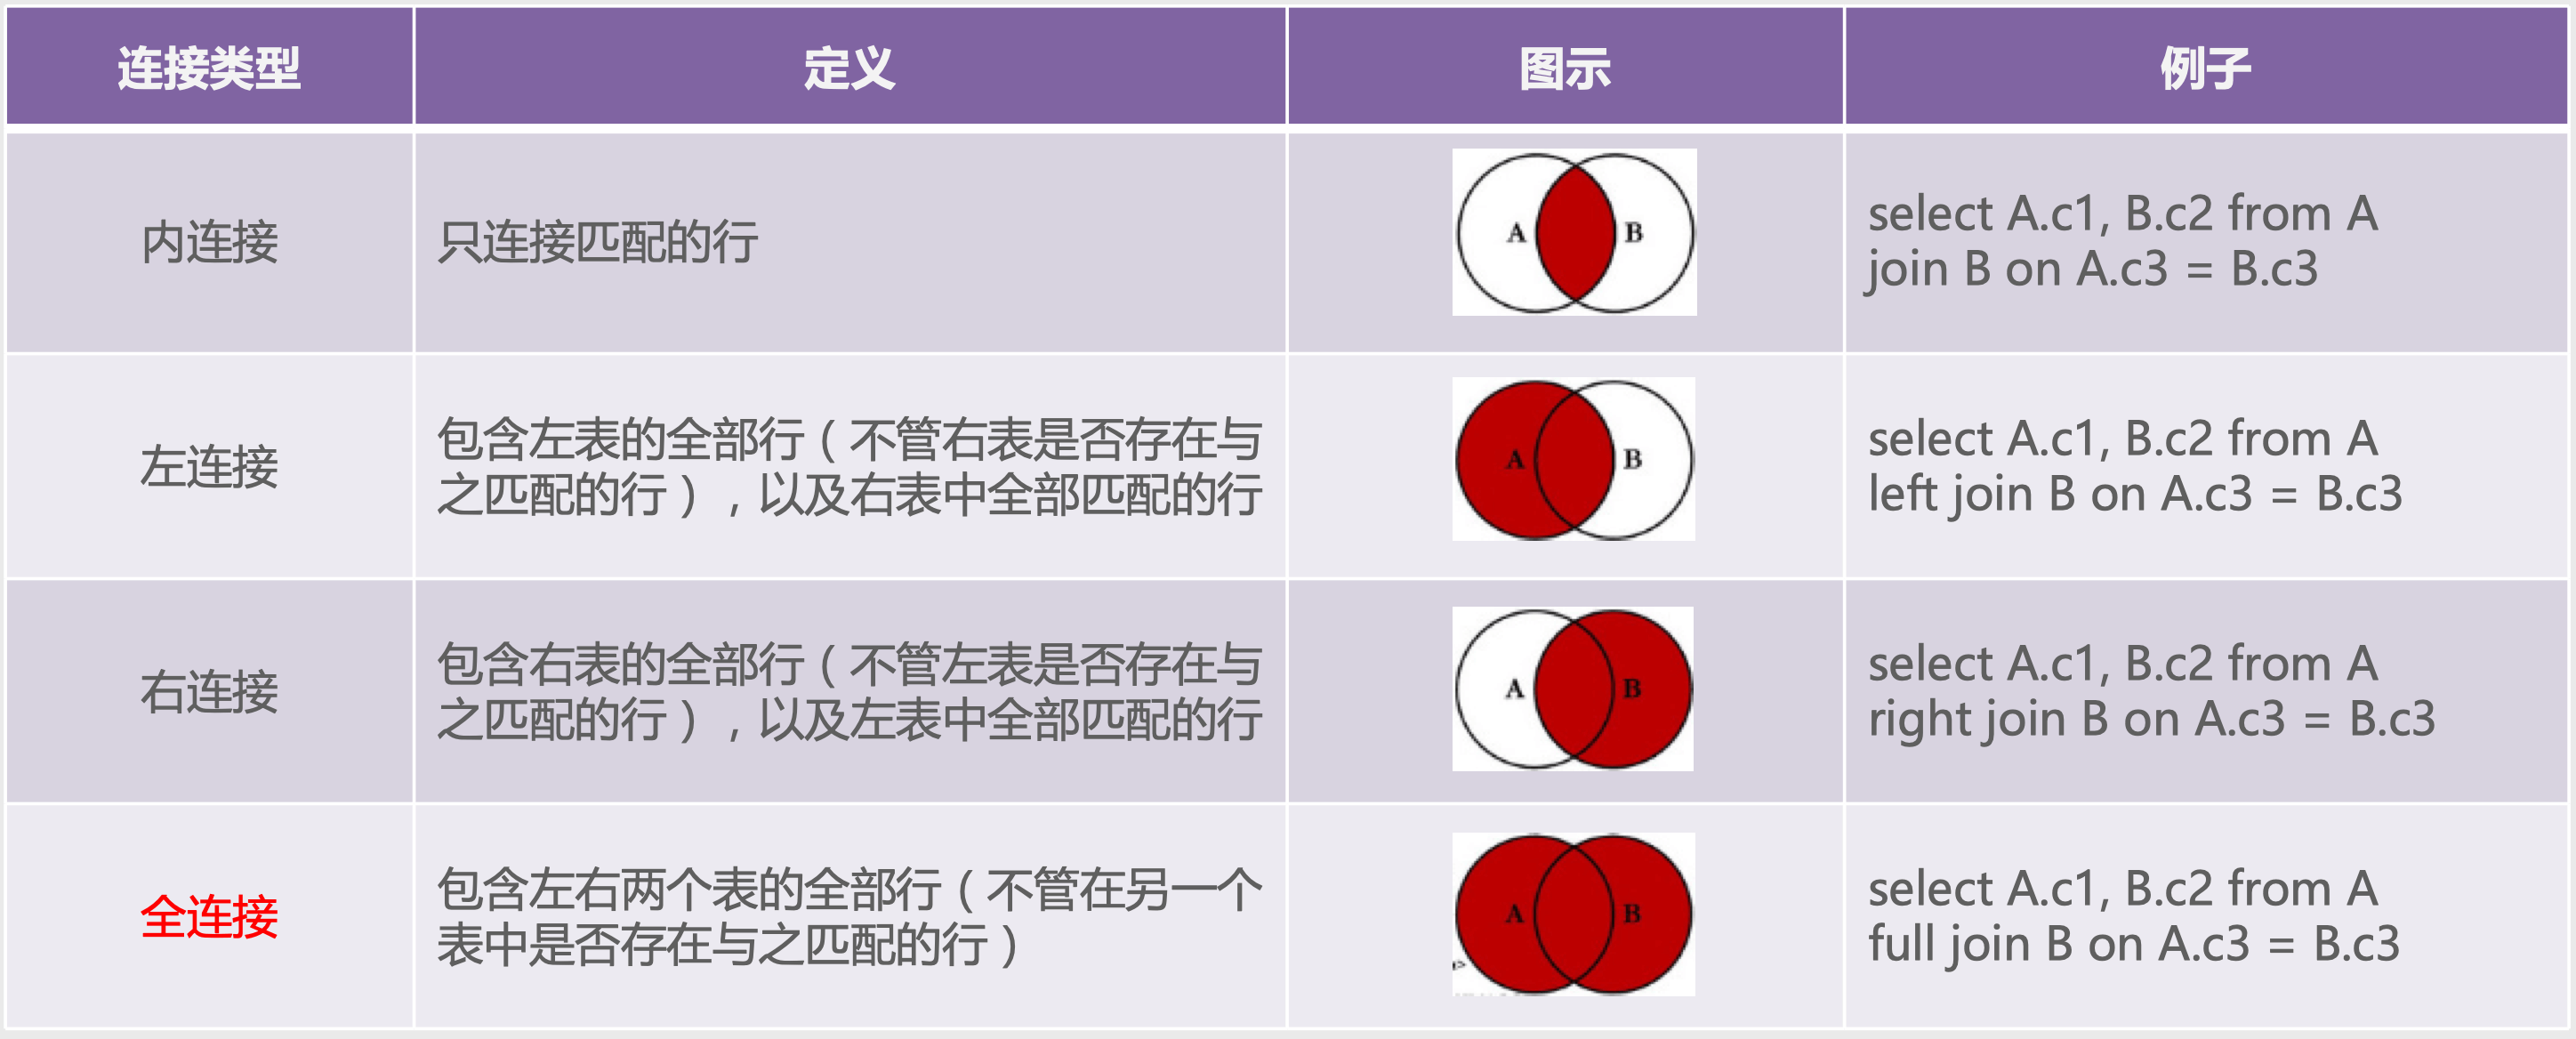 连接类型
定义
图示
例子
内连接
只连接匹配的行
A
B
select A.c1, B.c2 from A
join B on A.c3 = B.c3
左连接
包含左表的全部行（不管右表是否存在与
之匹配的行），以及右表中全部匹配的行
A
B
select A.c1, B.c2 from A
left join B on A.c3 = B.c3
右连接
包含右表的全部行（不管左表是否存在与
之匹配的行），以及左表中全部匹配的行
A
B
select A.c1, B.c2 from A
right join B on A.c3 = B.c3
全连接
包含左右两个表的全部行（不管在另一个
表中是否存在与之匹配的行）
A
B
select A.c1, B.c2 from A
full join B on A.c3 = B.c3